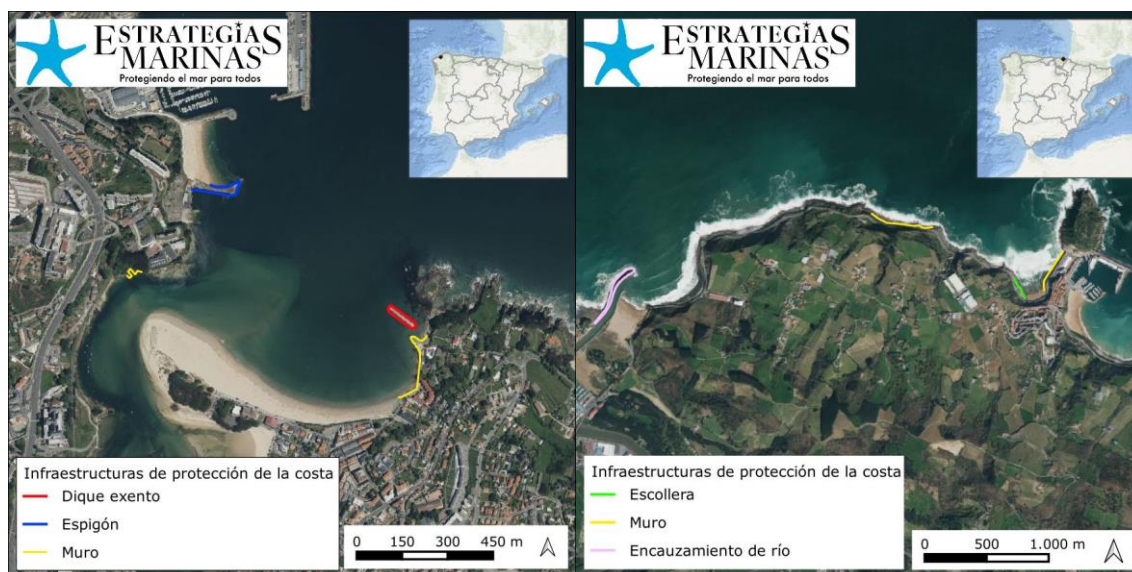 ESTRATEGIAS
MARINAS
Protegiendo el mar para todos
Infraestructuras de protección de la costa
Dique exento
Espigón
Muro
0 150 300 450 m
ESTRATEGIAS
MARINAS
Protegiendo el mar para todos
Infraestructuras de protección de la costa
Escollera
Muro
Encauzamiento de río
0 500 1.000 m